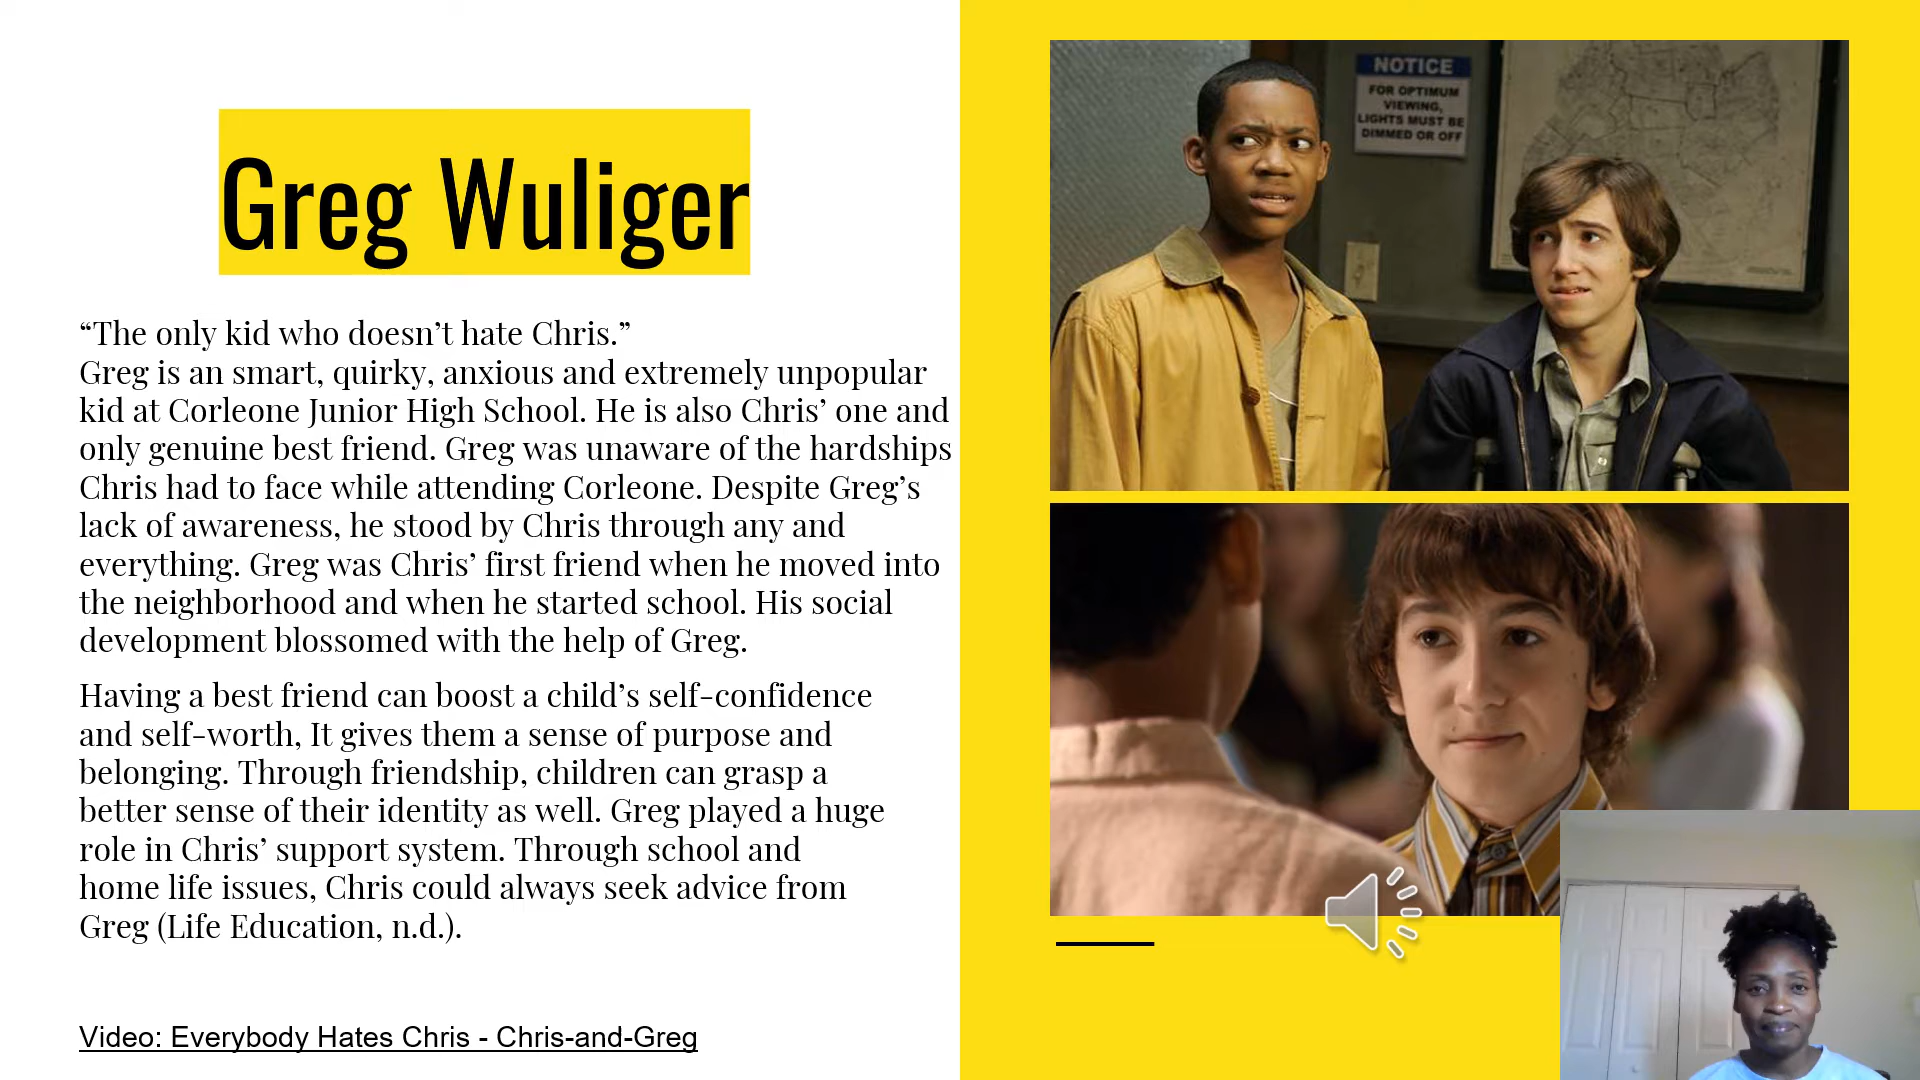 Greg Wuliger
“The only kid who doesn’t hate Chris.”
Greg is an smart, quirky, anxious and extremely unpopular
kid at Corleone Junior High School. He is also Chris’ one and
only genuine best friend. Greg was unaware of the hardships
Chris had to face while attending Corleone. Despite Greg’s
lack of awareness, he stood by Chris through any and
everything. Greg was Chris’ first friend when he moved into
the neighborhood and when he started school. His social
development blossomed with the help of Greg.
Having a best friend can boost a child’s self-confidence
and self-worth, It gives them a sense of purpose and
belonging. Through friendship, children can grasp a
better sense of their identity as well. Greg played a huge
role in Chris’ support system. Through school and
home life issues, Chris could always seek advice from
Greg (Life Education, n.d.).
Video: Everybody Hates Chris - Chris-and-Greg
NOTICE
FOR OPTIMUM
VIEWING,
LIGHTS MUST BE
DIMMED OR OFF